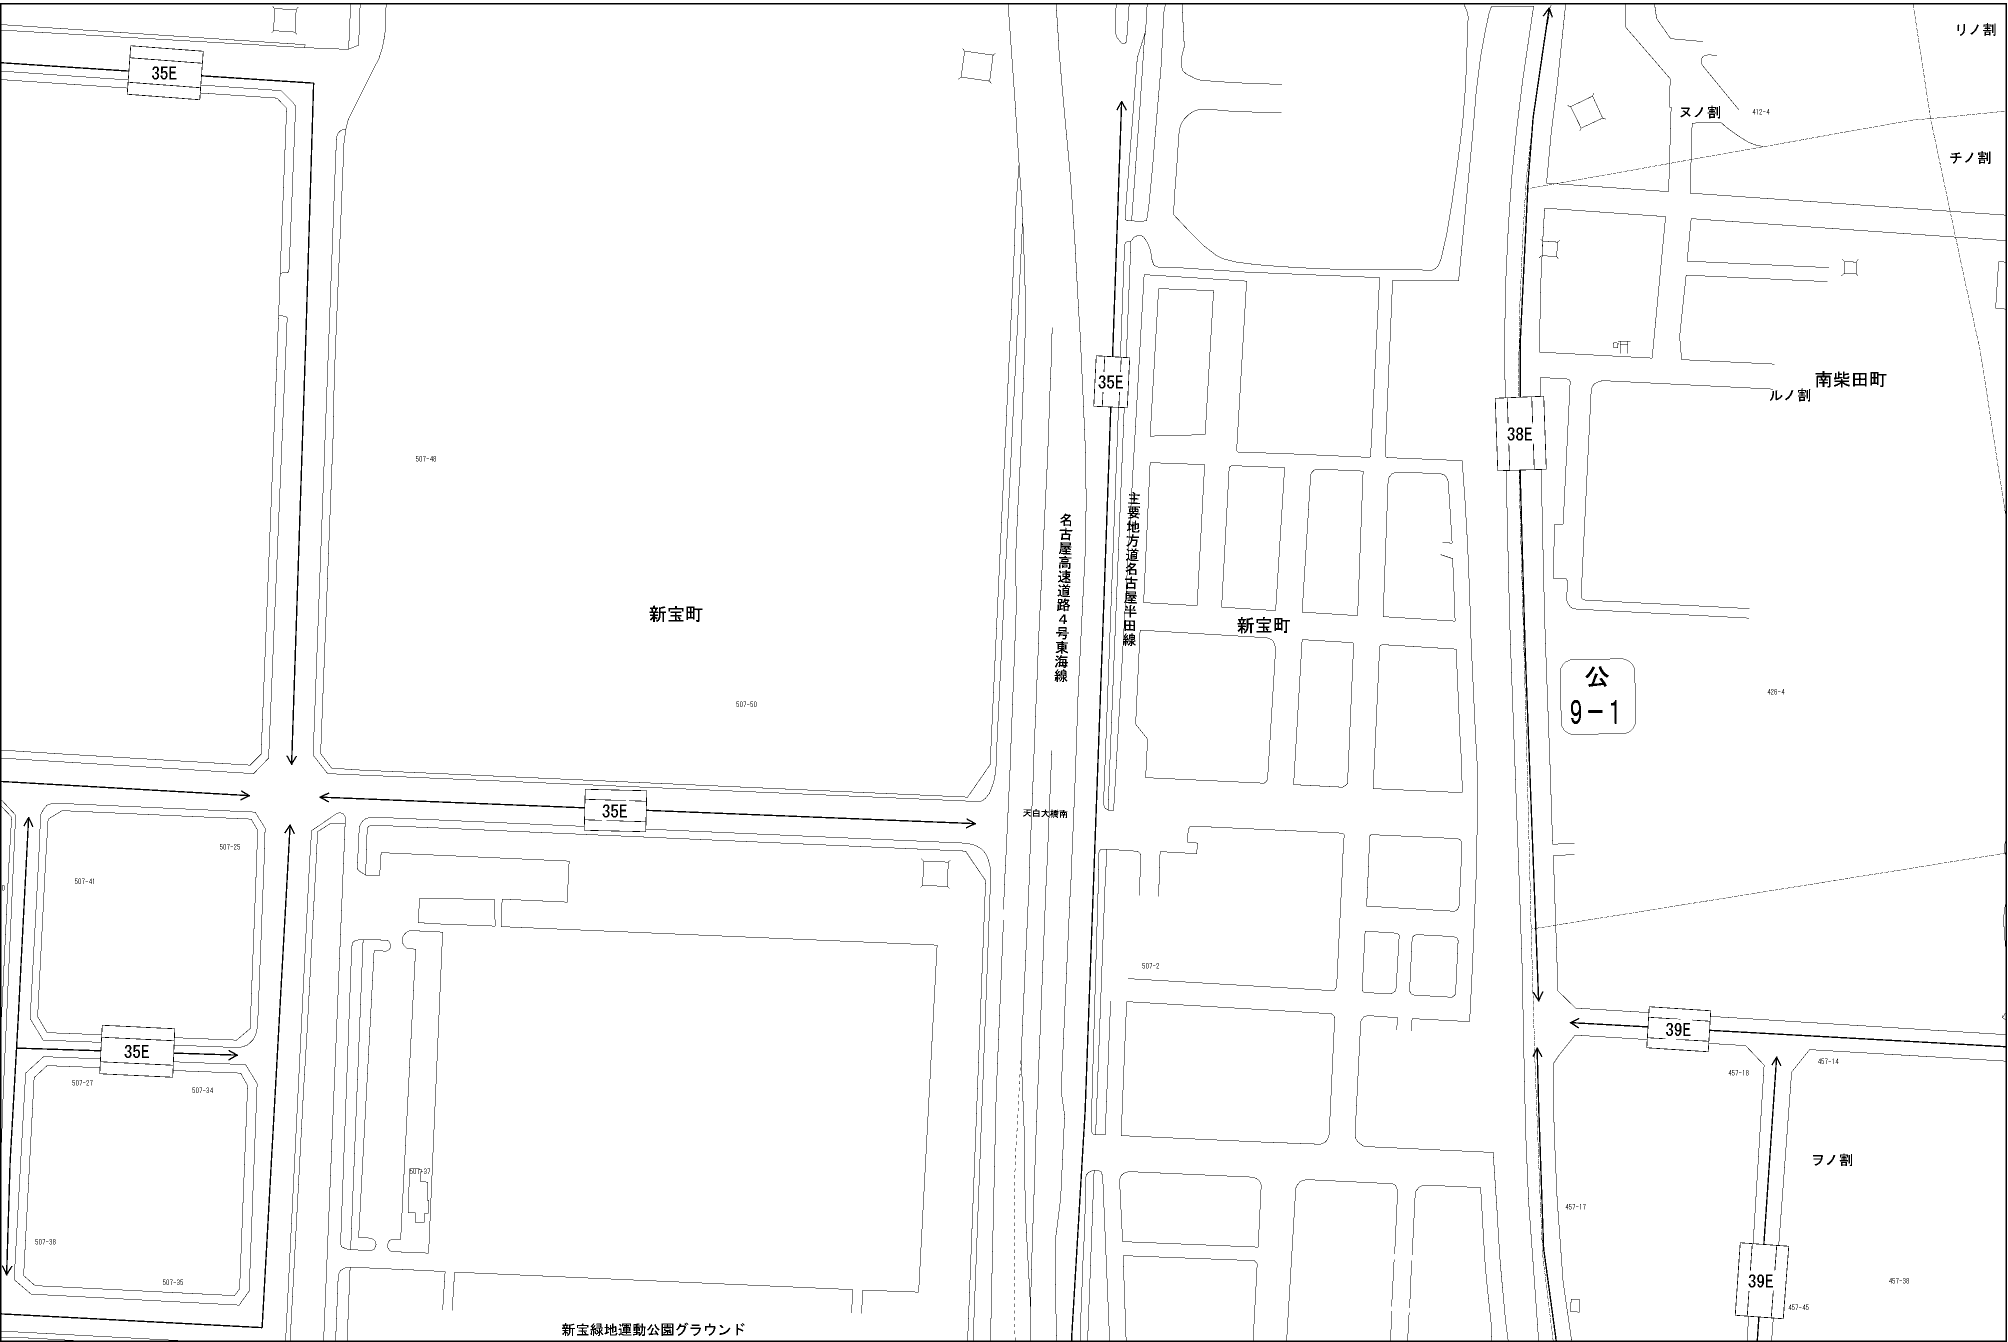 リノ割
35E
ヌノ割
412-4
チノ割
35E
南柴田町
ルノ割
38E
507-48
名古屋高速道路4号東海線
主要地方道名古屋半田線
新宝町
新宝町
公
9-1
426-4
507-50
35E
天白大橋南
507-25
507-41
507-2
39E
35E
507-27
507-34
457-18
457-14
ヲノ割
507-37
457-17
507-38
507-35
39E
457-38
457-45
新宝緑地運動公園グラウンド